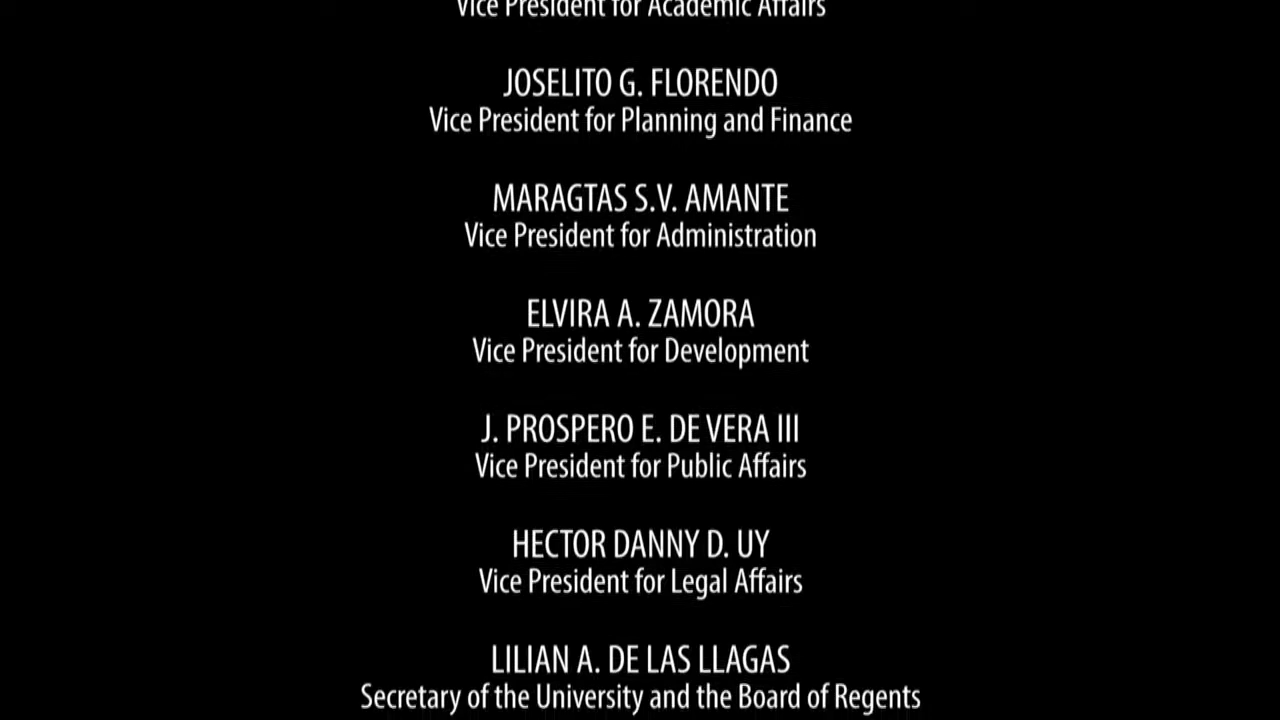 Vice President for Academic Affairs
JOSELITO G. FLORENDO
Vice President for Planning and Finance
MARAGTAS S.V. AMANTE
Vice President for Administration
ELVIRA A. ZAMORA
Vice President for Development
J. PROSPERO E. DE VERA III
Vice President for Public Affairs
HECTOR DANNY D. UY
Vice President for Legal Affairs
LILIAN A. DE LAS LLAGAS
Secretary of the University and the Board of Regents